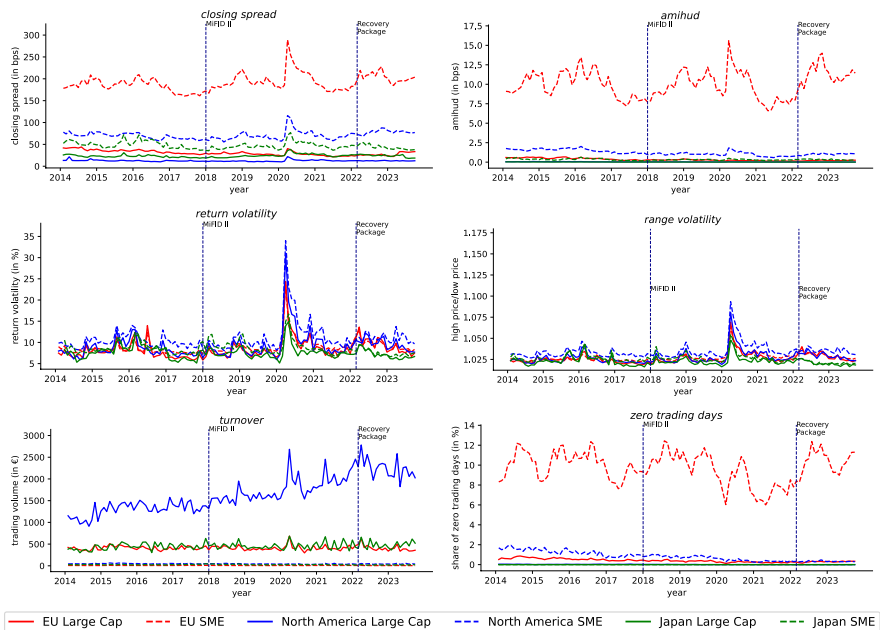 closing spread
MiFID II
Recovery
Package
300
250
200
150
100
50
0
closing spread (in bps)
2014 2015 2016 2017 2018 2019 2020 2021 2022 2023
year
amihud
MiFID II
Recovery
Package
17,5
15.0
12.5
10.0
7.5
5.0
2.5
0.0
amihud (in bps)
2014 2015 2016 2017 2018 2019 2020 2021 2022 2023
year
return volatility
MiFID II
Recovery
Package
35
30
25
20
15
10
5
return volatility (in %)
2014 2015 2016 2017 2018 2019 2020 2021 2022 2023
year
range volatility
MiFID II
Recovery
Package
1,175
1.150
1.125
1.100
1.075
1.050
1.025
high price/low price
2014 2015 2016 2017 2018 2019 2020 2021 2022 2023
year
turnover
MiFID II
Recovery
Package
3000
2500
2000
1500
1000
500
0
trading volume (in €)
2014 2015 2016 2017 2018 2019 2020 2021 2022 2023
year
zero trading days
MiFID II
Recovery
Package
14
12
10
8
6
4
2
0
share of zero trading days (in %)
2014 2015 2016 2017 2018 2019 2020 2021 2022 2023
year
EU Large Cap EU SME North America Large Cap North America SME Japan Large Cap Japan SME